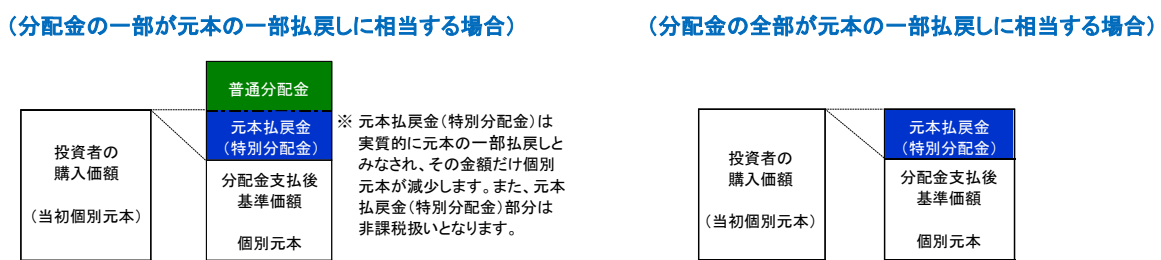 （分配金の一部が元本の一部払戻しに相当する場合）
普通分配金
元本払戻金
（特別分配金）
投資者の
購入価額
（当初個別元本）
分配金支払後
基準価額
個別元本
※ 元本払戻金（特別分配金）は
実質的に元本の一部払戻しと
みなされ、その金額だけ個別
元本が減少します。また、元本
払戻金（特別分配金）部分は
非課税扱いとなります。
（分配金の全部が元本の一部払戻しに相当する場合）
元本払戻金
（特別分配金）
投資者の
購入価額
（当初個別元本）
分配金支払後
基準価額
個別元本